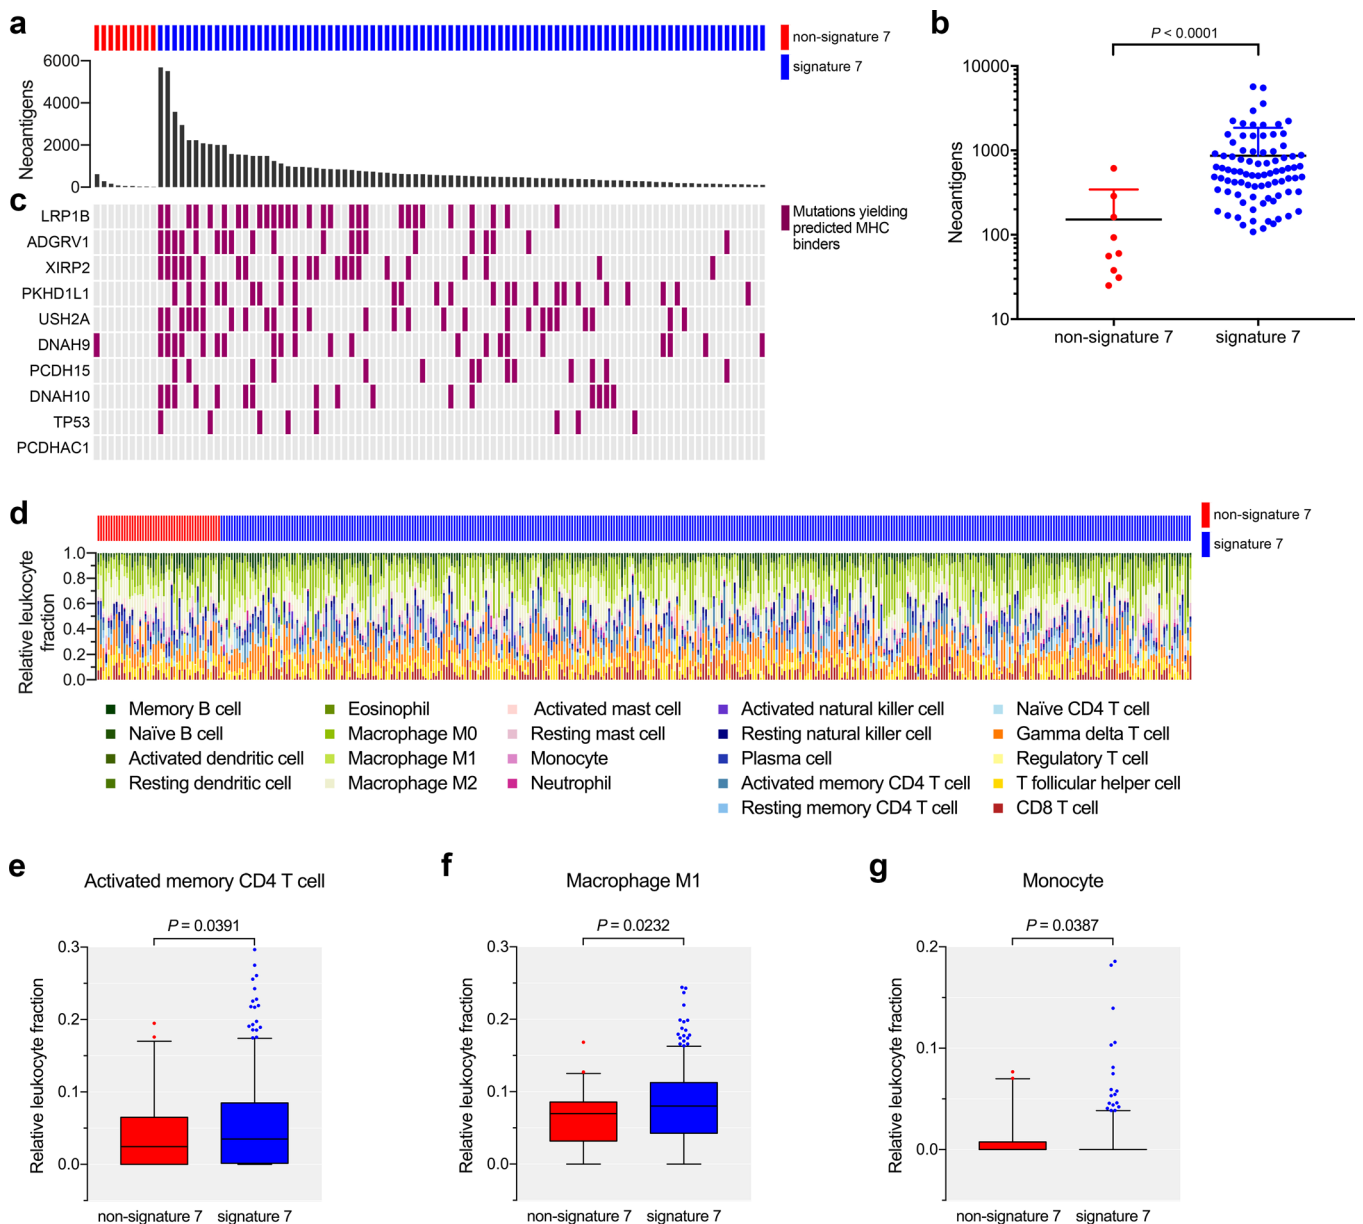 a
non-signature 7
signature 7
6000
4000
2000
0
Neoantigens
b
P < 0.0001
10000
1000
100
10
Neoantigens
non-signature 7
signature 7
c
LRP1B
ADGRV1
XIRP2
PKHD1L1
USH2A
DNAH9
PCDH15
DNAH10
TP53
PCDHAC1
Mutations yielding
predicted MHC
binders
d
non-signature 7
signature 7
1.0
0.8
0.6
0.4
0.2
0.0
Relative leukocyte
fraction
Memory B cell
Naïve B cell
Activated dendritic cell
Resting dendritic cell
Eosinophil
Macrophage M0
Macrophage M1
Macrophage M2
Activated mast cell
Resting mast cell
Monocyte
Neutrophil
Activated natural killer cell
Resting natural killer cell
Plasma cell
Activated memory CD4 T cell
Resting memory CD4 T cell
Naïve CD4 T cell
Gamma delta T cell
Regulatory T cell
T follicular helper cell
CD8 T cell
e
Activated memory CD4 T cell
P = 0.0391
0.3
0.2
0.1
0.0
Relative leukocyte fraction
non-signature 7
signature 7
f
Macrophage M1
P = 0.0232
0.3
0.2
0.1
0.0
Relative leukocyte fraction
non-signature 7
signature 7
g
Monocyte
P = 0.0387
0.2
0.1
0.0
Relative leukocyte fraction
non-signature 7
signature 7